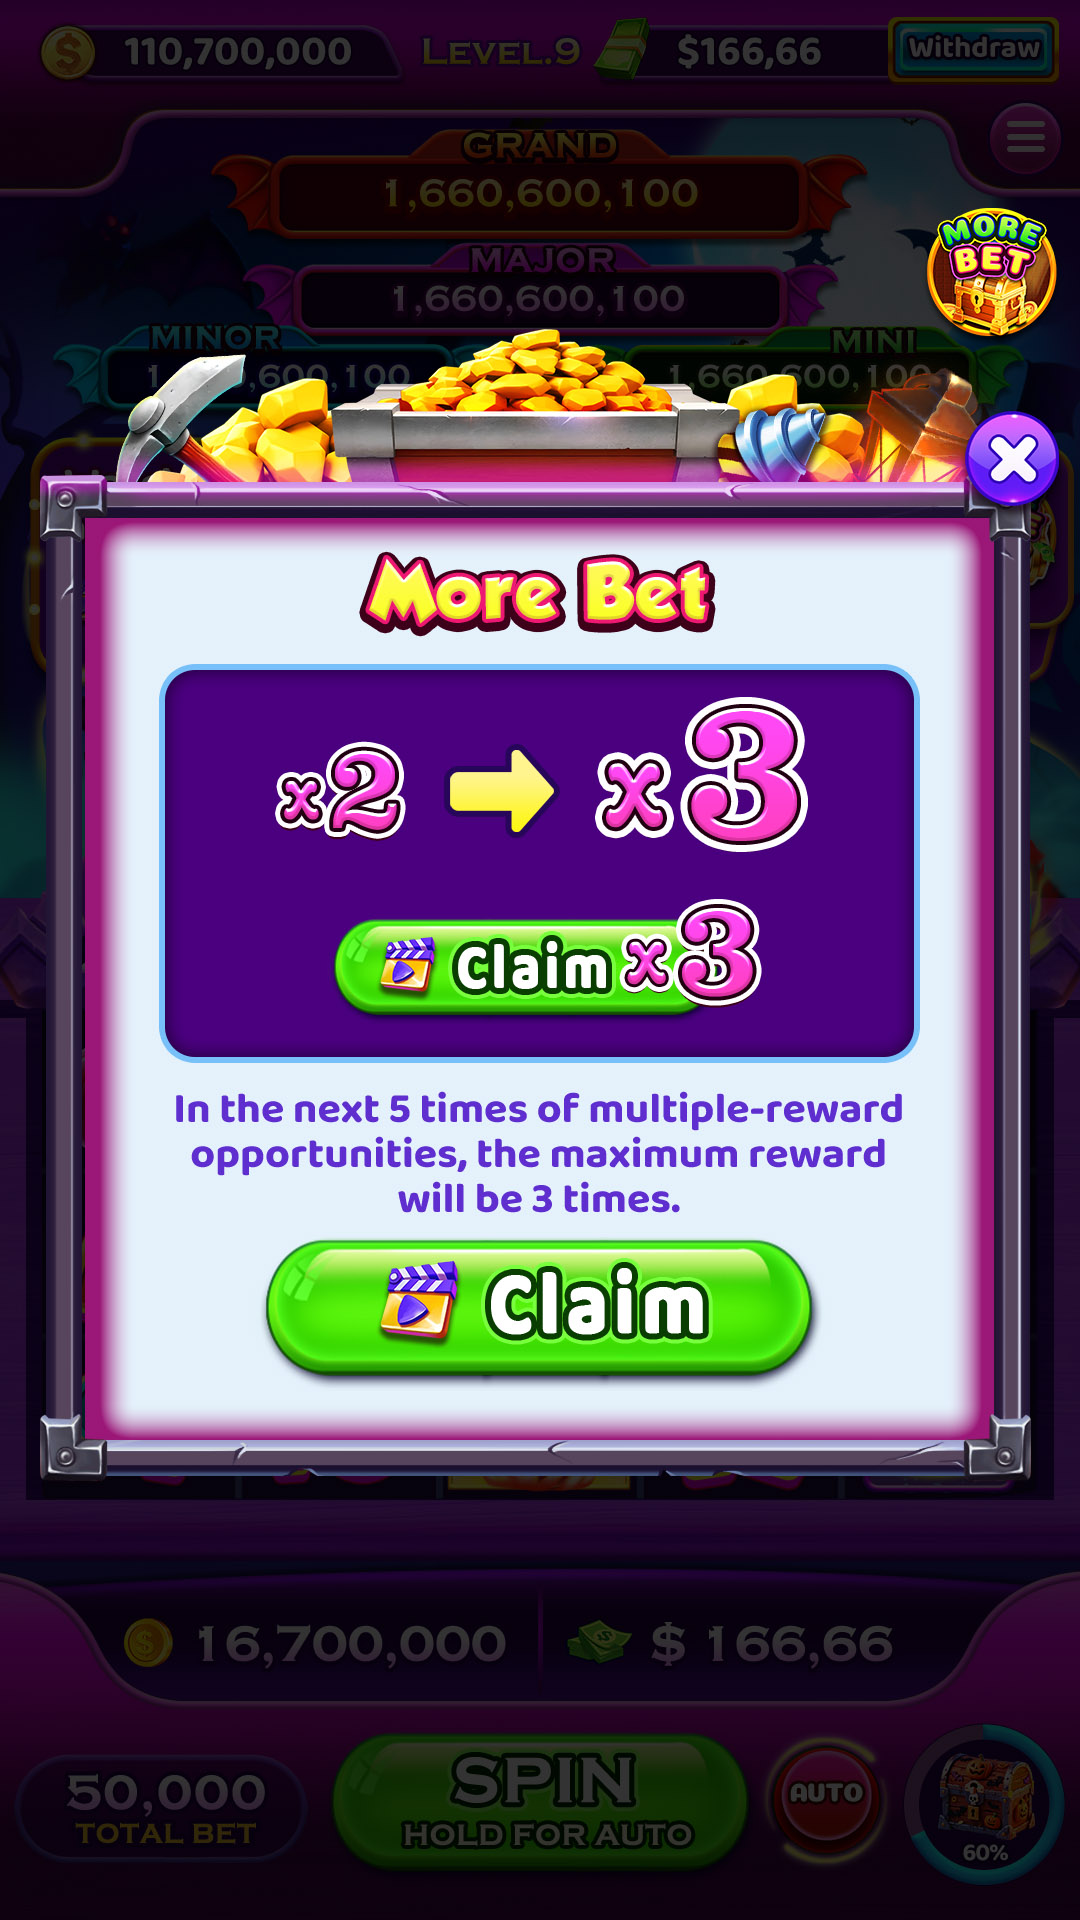 110,700,000
LEVEL.9
$166,66
Withdraw
GRAND
1,660,600,100
MAJOR
1,660,600,100
MORE
BET
MINOR
MINI
More Bet
x2
x3
Claim x3
In the next 5 times of multiple-reward
opportunities, the maximum reward
will be 3 times.
Claim
16,700,000
$ 166,66
50,000
TOTAL BET
SPIN
HOLD FOR AUTO
AUTO
60%